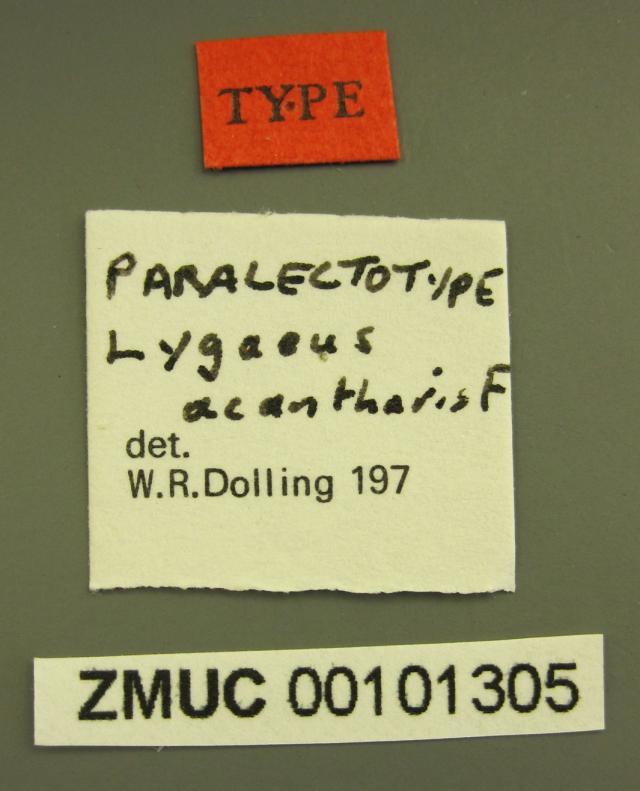 TYPE
PARALECTOTYPE
Lygaeus
acantharis F
det.
W.R.Dolling 197
ZMUC 00101305